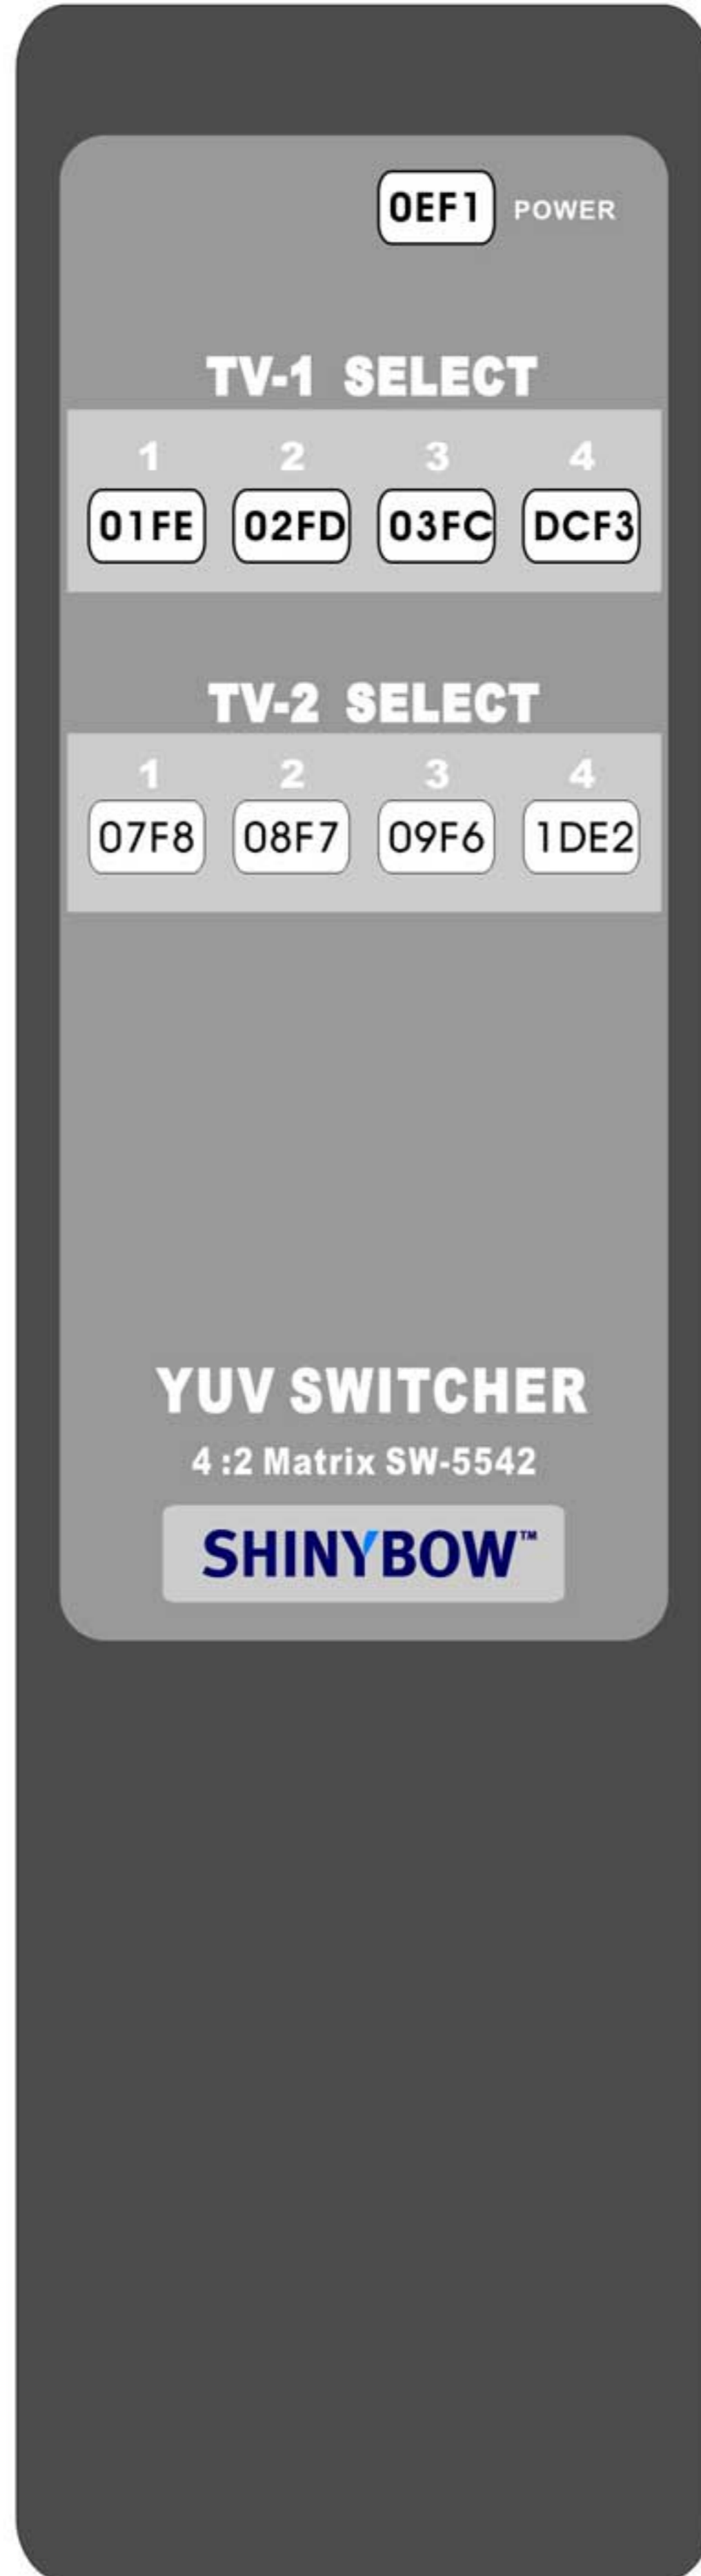 0EF1 POWER
TV-1 SELECT
1 2 3 4
01FE 02FD 03FC DCF3
TV-2 SELECT
1 2 3 4
07F8 08F7 09F6 1DE2
YUV SWITCHER
4 :2 Matrix SW-5542
SHINYBOW™